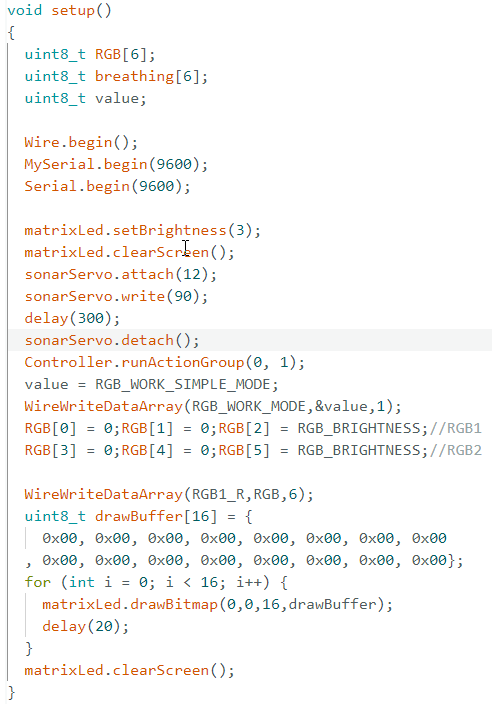 void setup()
{
uint8_t RGB[6];
uint8_t breathing[6];
uint8_t value;
Wire.begin();
MySerial.begin(9600);
Serial.begin(9600);
matrixLed.setBrightness(3);
matrixLed.clearScreen();
sonarServo.attach(12);
sonarServo.write(90);
delay(300);
sonarServo.detach();
Controller.runActionGroup(0, 1);
value = RGB_WORK_SIMPLE_MODE;
WireWriteDataArray(RGB_WORK_MODE,&value,1);
RGB[0] = 0;RGB[1] = 0;RGB[2] = RGB_BRIGHTNESS;//RGB1
RGB[3] = 0;RGB[4] = 0;RGB[5] = RGB_BRIGHTNESS;//RGB2
WireWriteDataArray(RGB1_R,RGB,6);
uint8_t drawBuffer[16] = {
0x00, 0x00, 0x00, 0x00, 0x00, 0x00, 0x00, 0x00
, 0x00, 0x00, 0x00, 0x00, 0x00, 0x00, 0x00, 0x00};
for (int i = 0; i < 16; i++) {
matrixLed.drawBitmap(0,0,16,drawBuffer);
delay(20);
}
matrixLed.clearScreen();
}